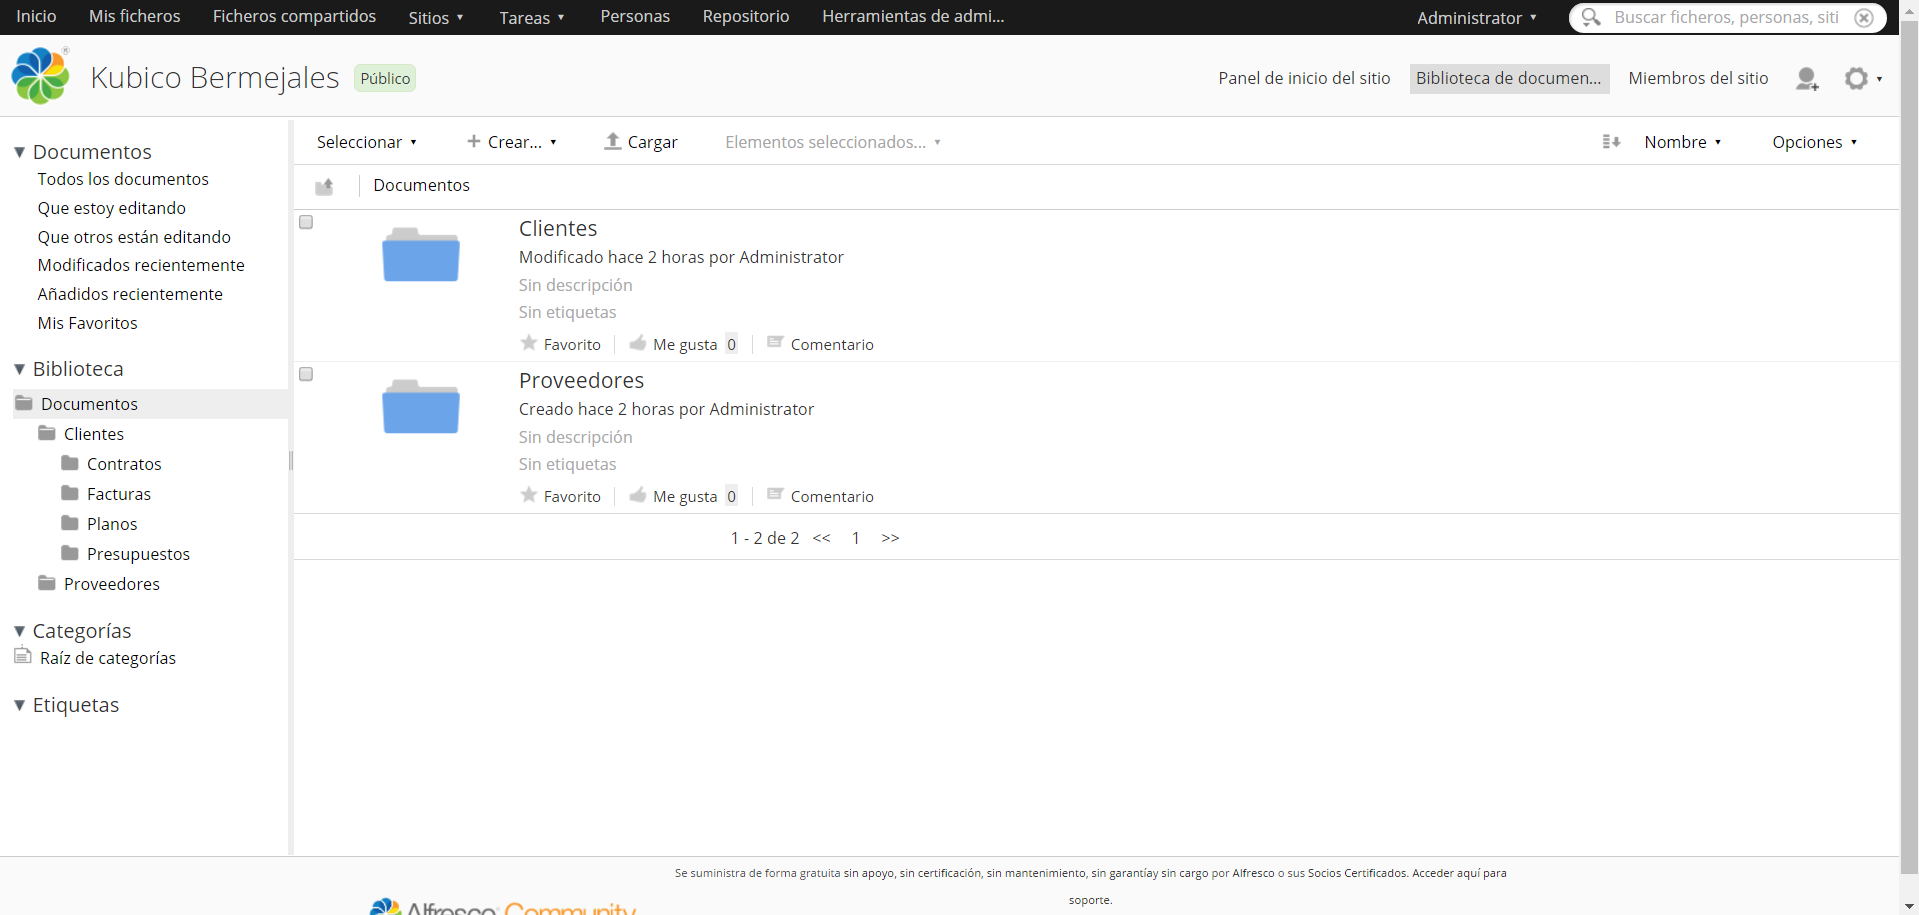 Inicio Mis ficheros Ficheros compartidos Sitios Tareas Personas Repositorio Herramientas de admi... Administrator Buscar ficheros, personas, siti
Kubico Bermejales Público Panel de inicio del sitio Biblioteca de documen... Miembros del sitio
Seleccionar Crear... Cargar Elementos seleccionados... Nombre Opciones
Documentos
Todos los documentos
Que estoy editando
Que otros están editando
Modificados recientemente
Añadidos recientemente
Mis Favoritos
Biblioteca
Documentos
Clientes
Contratos
Facturas
Planos
Presupuestos
Proveedores
Categorías
Raíz de categorías
Etiquetas
Documentos
Clientes
Modificado hace 2 horas por Administrator
Sin descripción
Sin etiquetas
Favorito Me gusta 0 Comentario
Proveedores
Creado hace 2 horas por Administrator
Sin descripción
Sin etiquetas
Favorito Me gusta 0 Comentario
1 - 2 de 2 << 1 >>
Se suministra de forma gratuita sin apoyo, sin certificación, sin mantenimiento, sin garantíay sin cargo por Alfresco o sus Socios Certificados. Acceder aquí para
soporte.
Alfresco Community